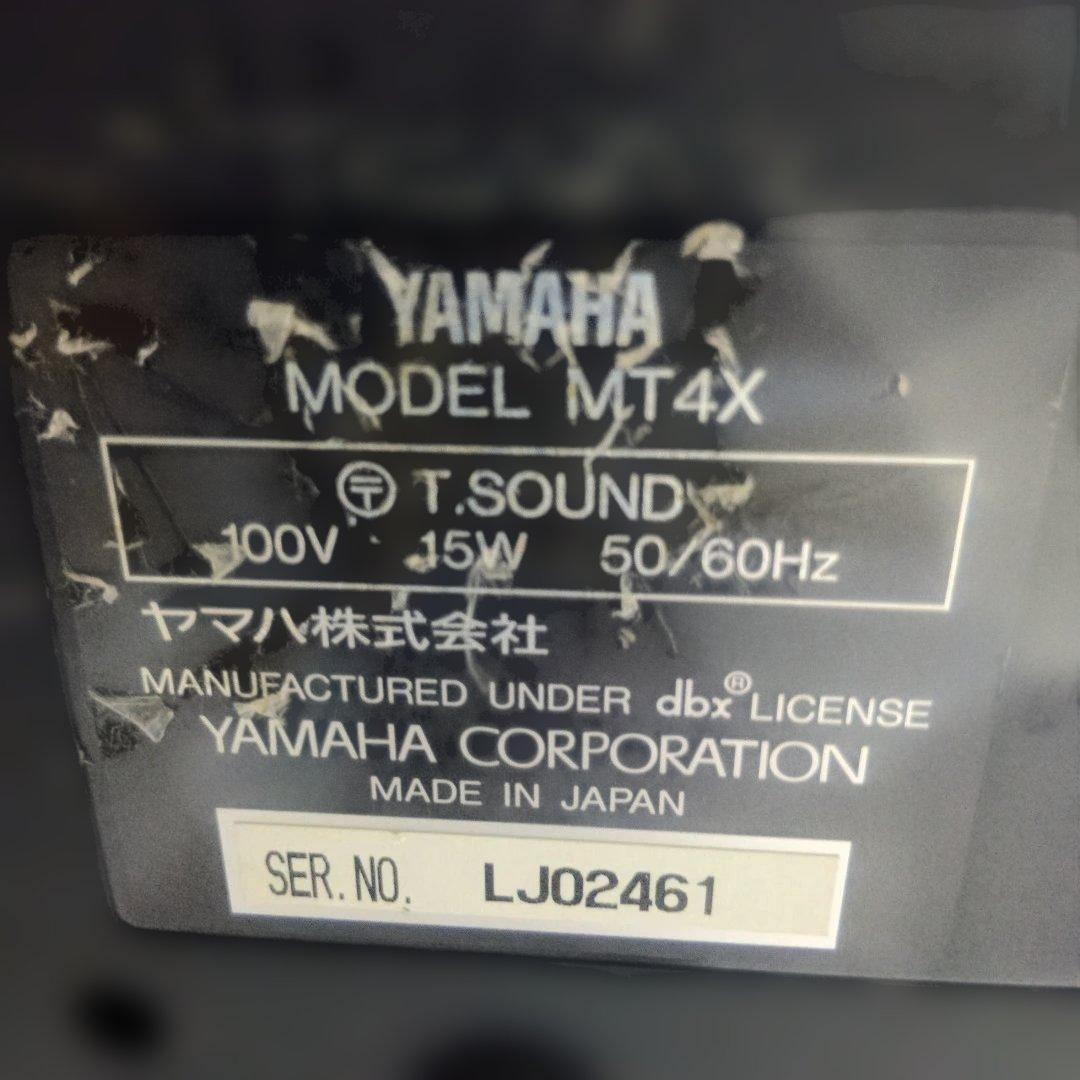 YAMAHA
MODEL MT4X
〶 T.SOUND
100V 15W 50/60Hz
ヤマハ株式会社
MANUFACTURED UNDER dbx® LICENSE
YAMAHA CORPORATION
MADE IN JAPAN
SER.NO. LJ02461